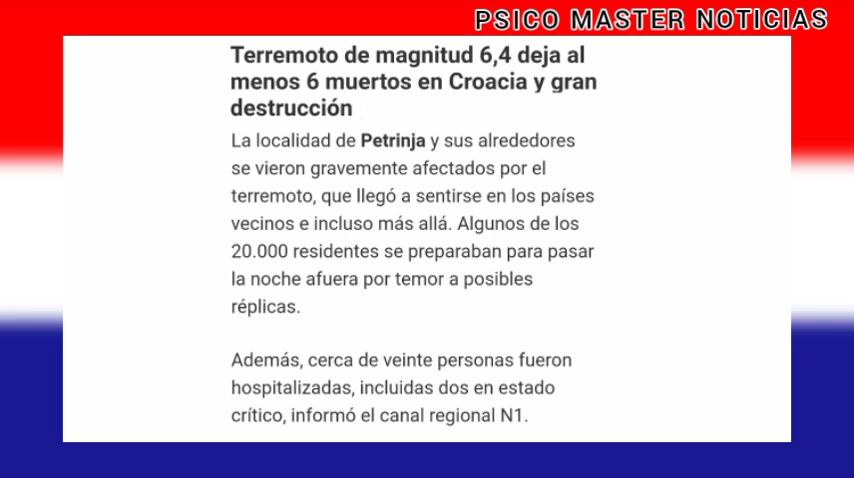 PSICO MASTER NOTICIAS
Terremoto de magnitud 6,4 deja al
menos 6 muertos en Croacia y gran
destrucción
La localidad de Petrinja y sus alrededores
se vieron gravemente afectados por el
terremoto, que llegó a sentirse en los países
vecinos e incluso más allá. Algunos de los
20.000 residentes se preparaban para pasar
la noche afuera por temor a posibles
réplicas.
Además, cerca de veinte personas fueron
hospitalizadas, incluidas dos en estado
crítico, informó el canal regional N1.